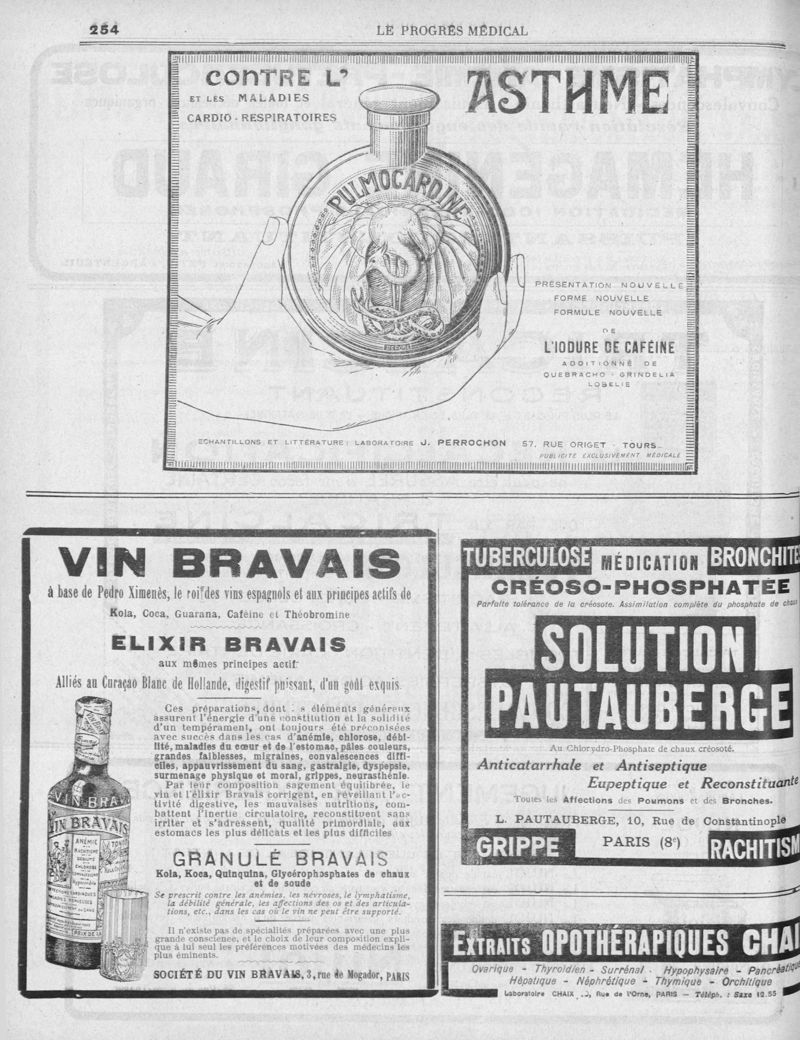 254
LE PROGRÈS MÉDICAL
CONTRE L'
ASTHME
ET LES MALADIES
CARDIO-RESPIRATOIRES
PULMOCARDINE
PRÉSENTATION NOUVELLE
FORME NOUVELLE
FORMULE NOUVELLE
DE
L'IODURE DE CAFÉINE
ADDITIONNÉ DE
QUEBRACHO - GRINDELIA
LOBELIE
ECHANTILLONS ET LITTÉRATURE: LABORATOIRE J. PERROCHON 57. RUE ORIGET - TOURS_
PUBLICITÉ EXCLUSIVEMENT MÉDICALE
VIN BRAVAIS
à base de Pedro Ximenès, le roi des vins espagnols et aux principes actifs de
Kola, Coca, Guarana, Caféine et Théobromine
ELIXIR BRAVAIS
aux mêmes principes actif
Alliés au Curaçao Blanc de Hollande, digestif puissant, d'un goût exquis.
Ces préparations, dont s éléments généreux
assurent l'énergie d'une constitution et la solidité
d'un tempérament, ont toujours été préconisées
avec succès dans les cas d'anémie, chlorose, débi-
lité, maladies du cœur et de l'estomac, pâles couleurs,
grandes faiblesses, migraines, convalescences diffi-
ciles, appauvrissement du sang, gastralgie, dyspepsie,
surmenage physique et moral, grippes, neurasthénie.
Par leur composition sagement équilibrée, le
vin et l'élixir Bravais corrigent, en réveillant l'ac-
tivité digestive, les mauvaises nutritions, com-
battent l'inertie circulatoire, reconstituent sans
irriter et s'adressent, qualité primordiale, aux
estomacs les plus délicats et les plus difficiles
VIN BRAV
VIN BRAVAIS
ANÉMIE
GRANULÉ BRAVAIS
Kola, Koca, Quinquina, Glycérophosphates de chaux
et de soude
Se prescrit contre les anémies, les névroses, le lymphatisme,
la débilité générale, les affections des os et des articula-
tions, etc., dans les cas où le vin ne peut être supporté.
Il n'existe pas de spécialités préparées avec une plus
grande conscience, et le choix de leur composition expli-
que à lui seul les préférences motivées des médecins les
plus éminents.
SOCIÉTÉ DU VIN BRAVAIS, 3, rue de Mogador, PARIS
TUBERCULOSE MÉDICATION BRONCHITES
CRÉOSO-PHOSPHATÉE
Parfaite tolérance de la créosote. Assimilation complète du phosphate de chaux
SOLUTION
PAUTAUBERGE
Au Chlorydro-Phosphate de chaux créosoté.
Anticatarrhale et Antiseptique
Eupeptique et Reconstituante
Toutes les Affections des Poumons et des Bronches.
L. PAUTAUBERGE, 10, Rue de Constantinople
GRIPPE PARIS (8e) RACHITISM
EXTRAITS OPOTHÉRAPIQUES CHAI
Ovarique - Thyroïdien - Surrénal - Hypophysaire - Pancréatique
Hépatique - Néphrétique - Thymique - Orchitique
Laboratoire CHAIX, Rue de l'Orne, PARIS - Téléph. : Saxe 12.55